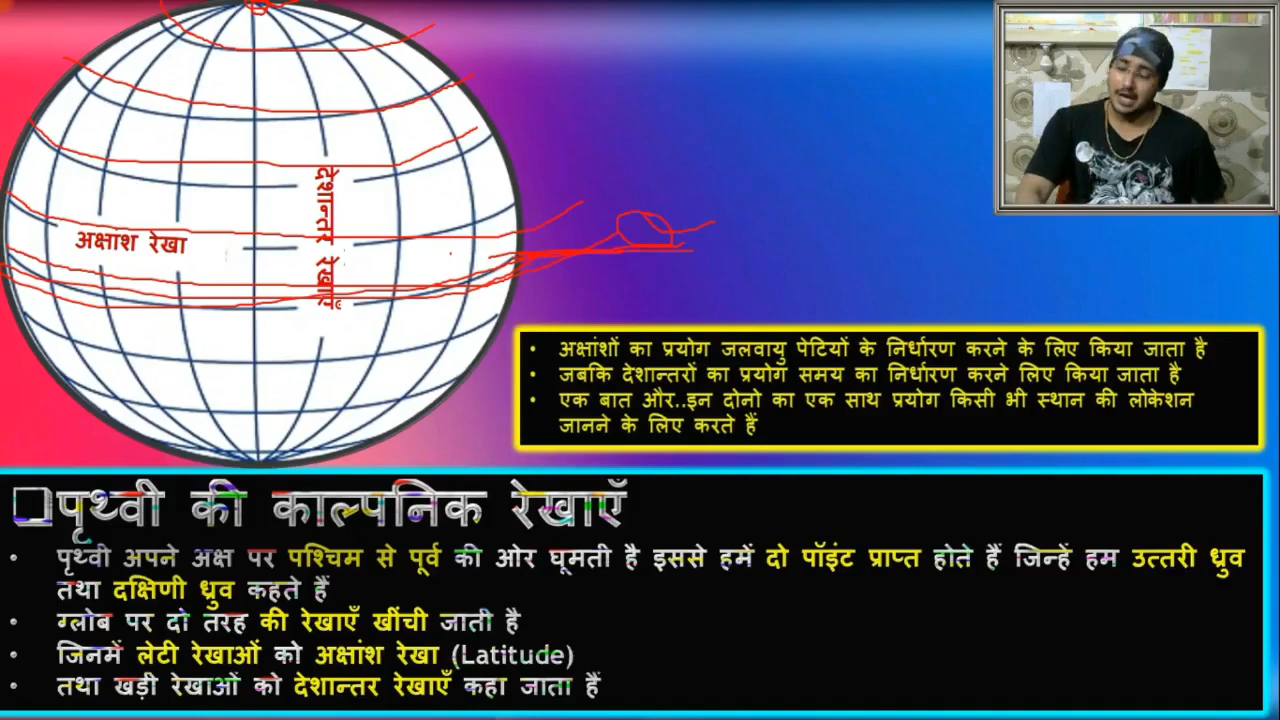 अक्षाश रेखा
देशान्तर रेखाएँ
अक्षांशों का प्रयोग जलवायु पेटियों के निर्धारण करने के लिए किया जाता है
जबकि देशान्तरों का प्रयोग समय का निर्धारण करने लिए किया जाता है
एक बात और..इन दोनो का एक साथ प्रयोग किसी भी स्थान की लोकेशन
जानने के लिए करते हैं
पृथ्वी की काल्पनिक रेखाएँ
पृथ्वी अपने अक्ष पर पश्चिम से पूर्व की ओर घूमती है इससे हमें दो पॉइंट प्राप्त होते हैं जिन्हें हम उत्तरी ध्रुव
तथा दक्षिणी ध्रुव कहते हैं
ग्लोब पर दो तरह की रेखाएँ खींची जाती है
जिनमें लेटी रेखाओं को अक्षांश रेखा (Latitude)
तथा खड़ी रेखाओं को देशान्तर रेखाएँ कहा जाता हैं